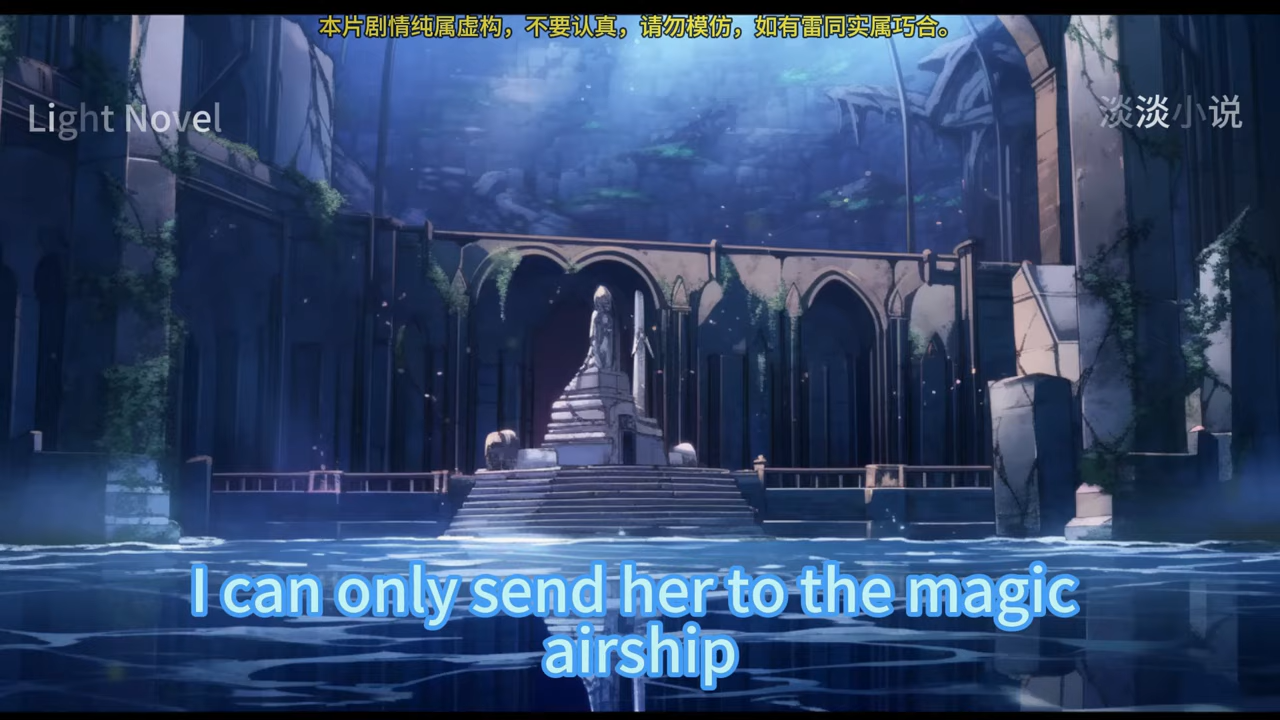 本片剧情纯属虚构，不要认真，请勿模仿，如有雷同实属巧合。
Light Novel
淡淡小说
I can only send her to the magic
airship